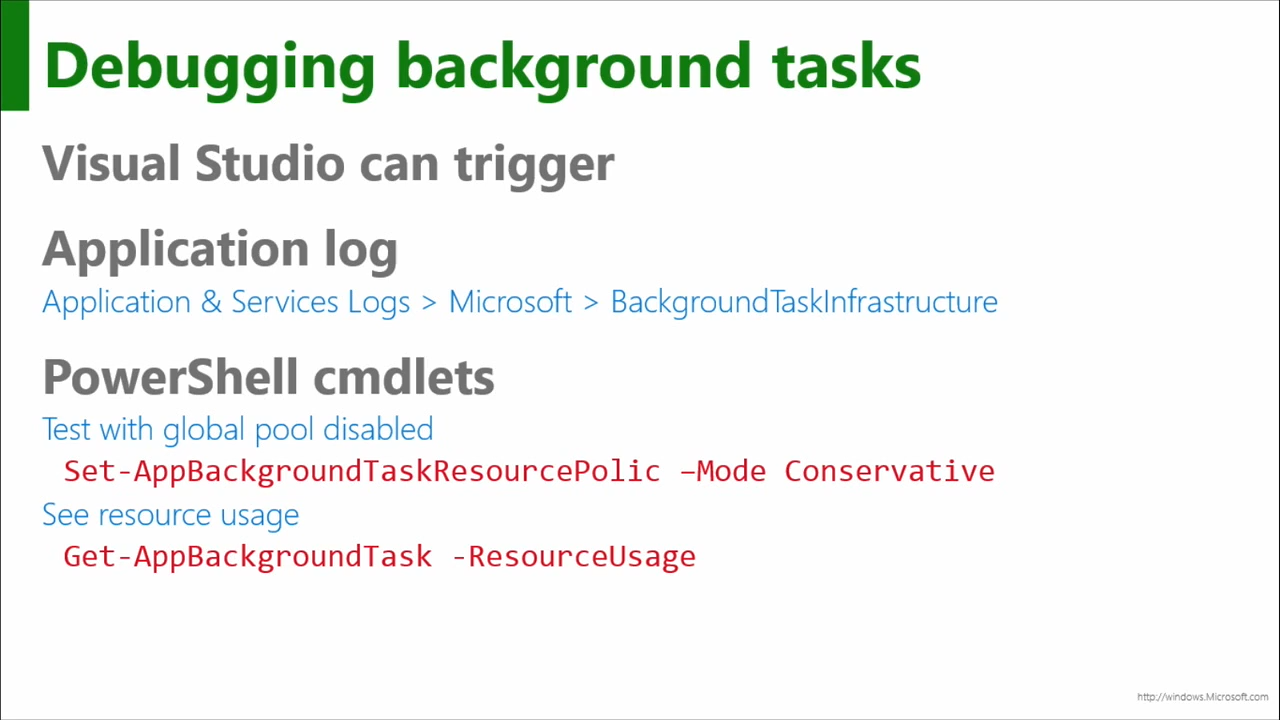 Debugging background tasks
Visual Studio can trigger
Application log
Application & Services Logs > Microsoft > BackgroundTaskInfrastructure
PowerShell cmdlets
Test with global pool disabled
Set-AppBackgroundTaskResourcePolic –Mode Conservative
See resource usage
Get-AppBackgroundTask -ResourceUsage
http://windows.Microsoft.com